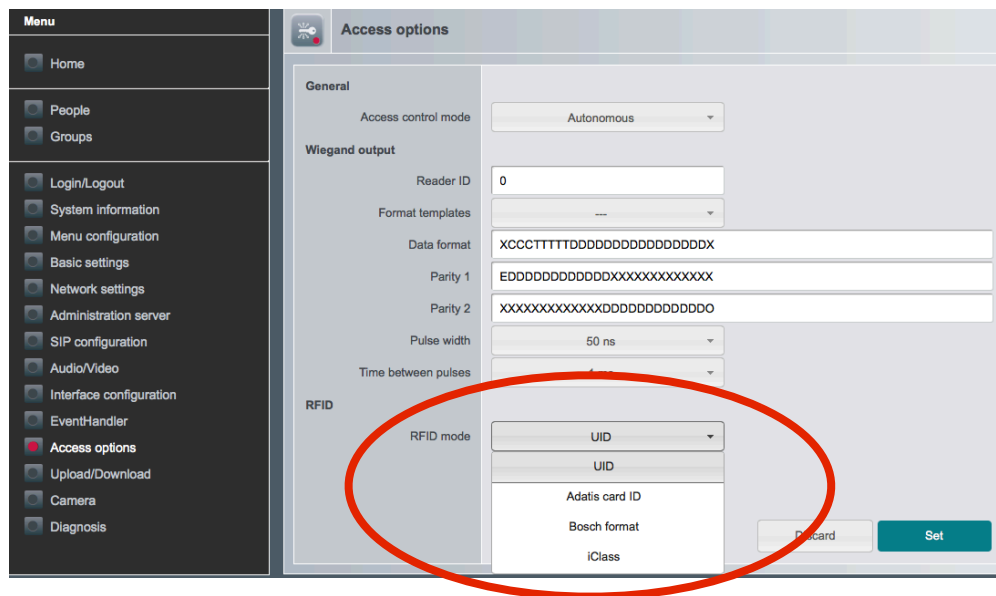 Menu
Home
People
Groups
Login/Logout
System information
Menu configuration
Basic settings
Network settings
Administration server
SIP configuration
Audio/Video
Interface configuration
EventHandler
Access options
Upload/Download
Camera
Diagnosis
Access options
General
Access control mode Autonomous
Wiegand output
Reader ID 0
Format templates ---
Data format XCCCTTTTTDDDDDDDDDDDDDDDDX
Parity 1 EDDDDDDDDDDDDXXXXXXXXXXXXX
Parity 2 XXXXXXXXXXXXXDDDDDDDDDDDDO
Pulse width 50 ns
Time between pulses
RFID
RFID mode UID
UID
Adatis card ID
Bosch format
iClass
Discard Set